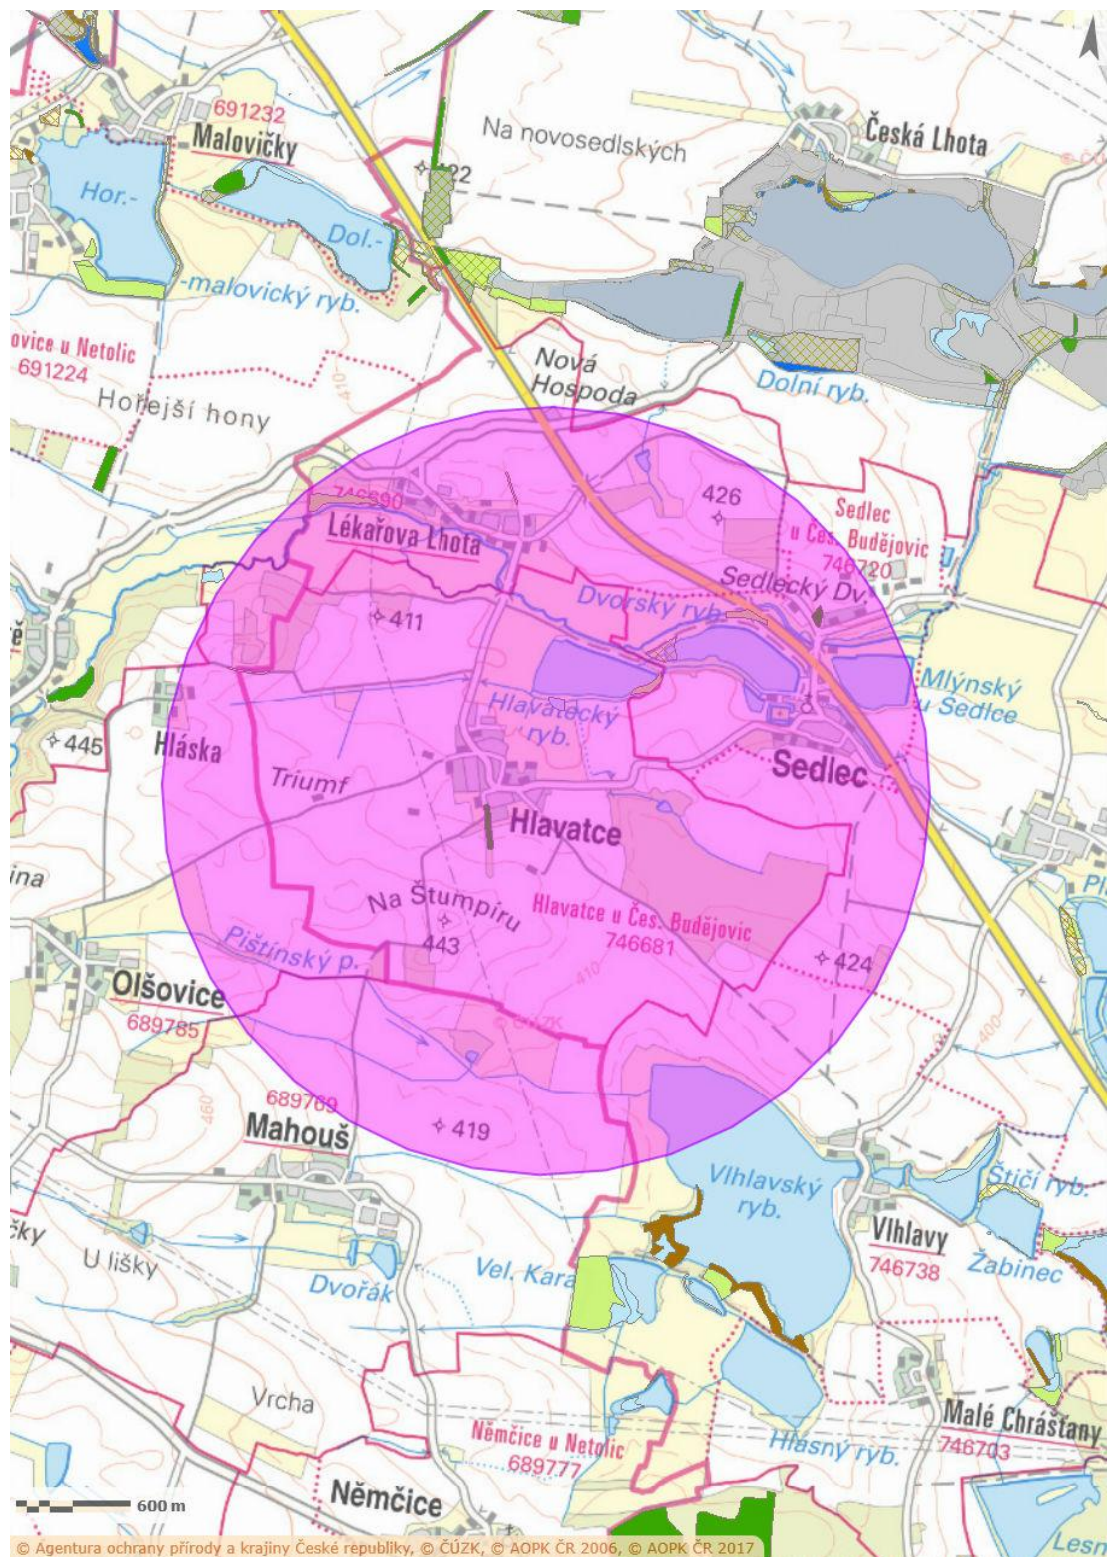 691232
Malovičky
Na novosedlských
Česká Lhota
Hor.-
Dol.-
-malovický ryb.
ovice u Netolic
691224
Nová
Hospoda
Dolní ryb.
Hořejší hony
426
Lékařova Lhota
Sedlec
u Čes. Budějovic
746720
Sedlecký Dv.
Dvorský ryb.
411
Mlýnský
u Sedlce
Hlavatecký
ryb.
445
Hláska
Sedlec
Triumf
Hlavatce
ina
Na Štumpíru
443
Hlavatce u Čes. Budějovic
746681
424
Pištínský p.
410
Olšovice
689785
400
460
689769
Mahouš
419
Vlhlavský
ryb.
Štičí ryb.
Vlhlavy
746738
Žabinec
U lišky
Dvořák
Vel. Kara
Vrcha
Malé Chrášťany
746703
Němčice u Netolic
689777
Hlasný ryb.
Němčice
600 m
Lesn
© Agentura ochrany přírody a krajiny České republiky, © ČÚZK, © AOPK ČR 2006, © AOPK ČR 2017